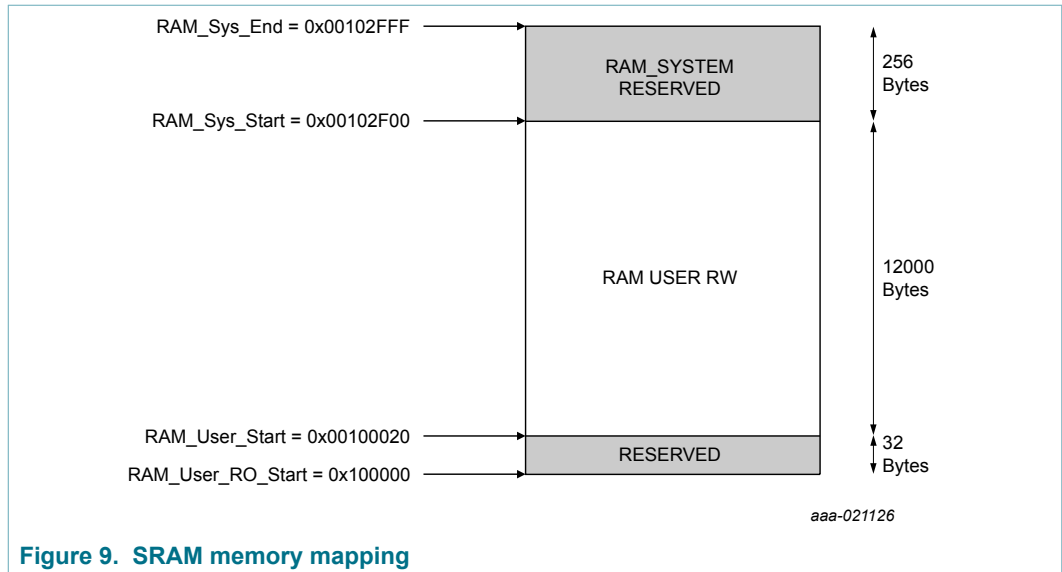 RAM_Sys_End = 0x00102FFF
RAM_SYSTEM
RESERVED
256
Bytes
RAM_Sys_Start = 0x00102F00
RAM USER RW
12000
Bytes
RAM_User_Start = 0x00100020
RESERVED
32
Bytes
RAM_User_RO_Start = 0x100000
aaa-021126
Figure 9. SRAM memory mapping